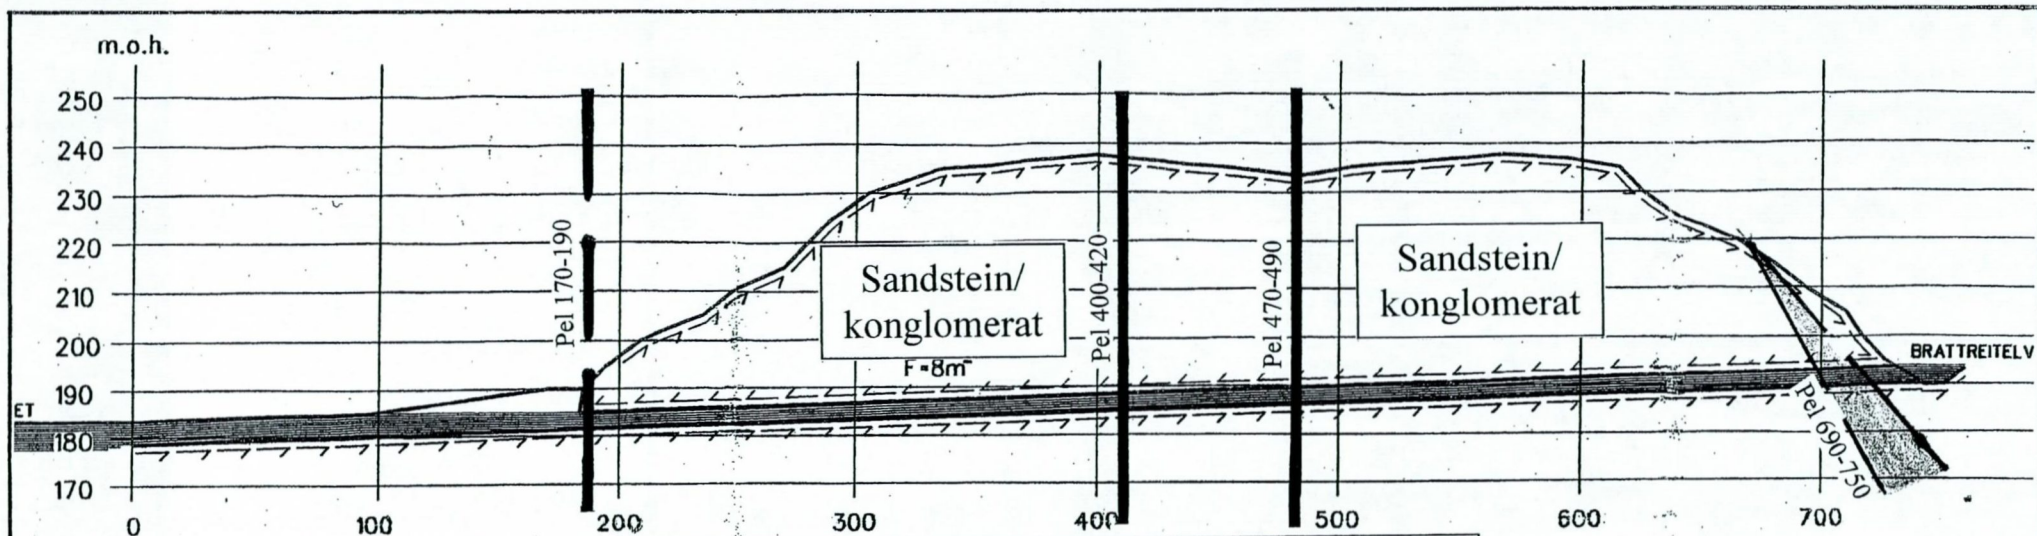 m.o.h.
250
240
230
220
210
200
190
180
170
ET
Pel 170-190
Sandstein/
konglomerat
F=8m²
Pel 400-420
Pel 470-490
Sandstein/
konglomerat
BRATTREITELV
Pel 690-750
0 100 200 300 400 500 600 700